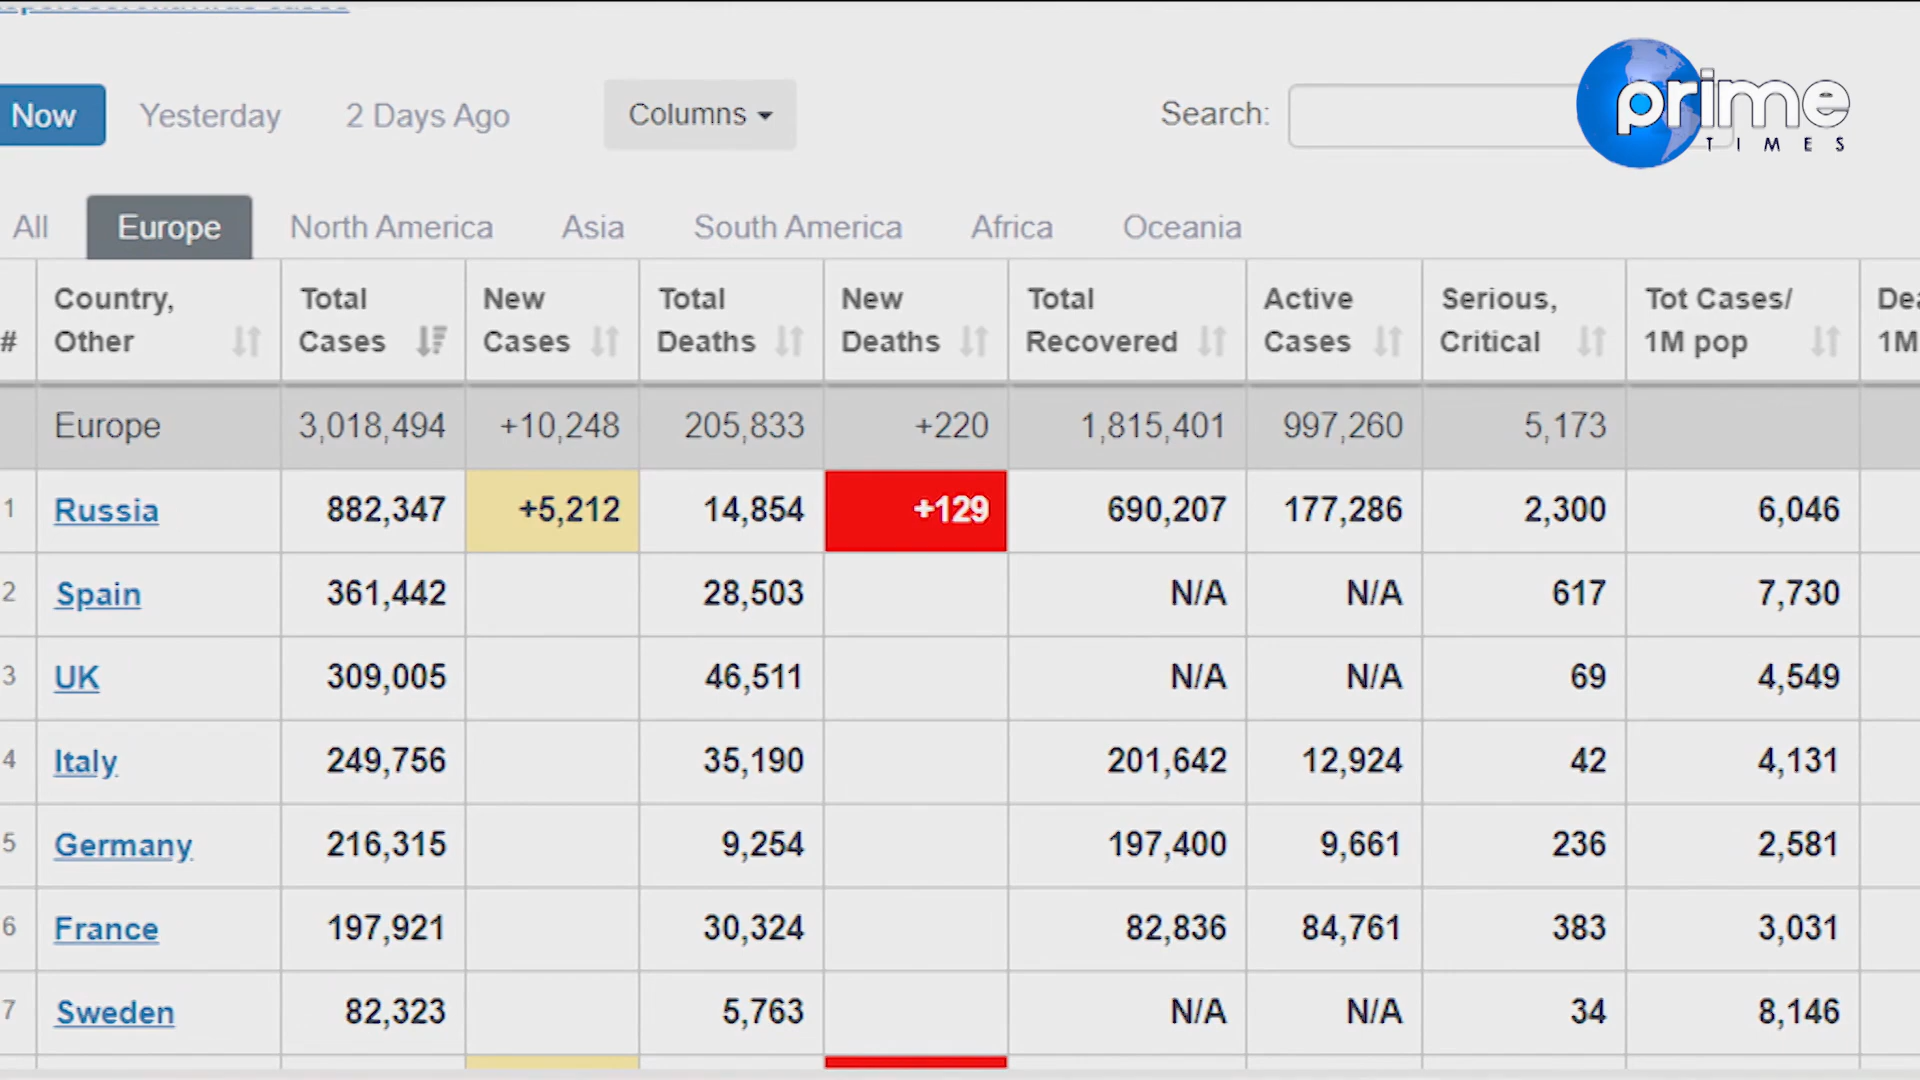 Now Yesterday 2 Days Ago Columns Search:
prime
TIMES
All Europe North America Asia South America Africa Oceania
# Country, Other Total Cases New Cases Total Deaths New Deaths Total Recovered Active Cases Serious, Critical Tot Cases/ 1M pop 1M
Europe 3,018,494 +10,248 205,833 +220 1,815,401 997,260 5,173
1 Russia 882,347 +5,212 14,854 +129 690,207 177,286 2,300 6,046
2 Spain 361,442 28,503 N/A N/A 617 7,730
3 UK 309,005 46,511 N/A N/A 69 4,549
4 Italy 249,756 35,190 201,642 12,924 42 4,131
5 Germany 216,315 9,254 197,400 9,661 236 2,581
6 France 197,921 30,324 82,836 84,761 383 3,031
7 Sweden 82,323 5,763 N/A N/A 34 8,146